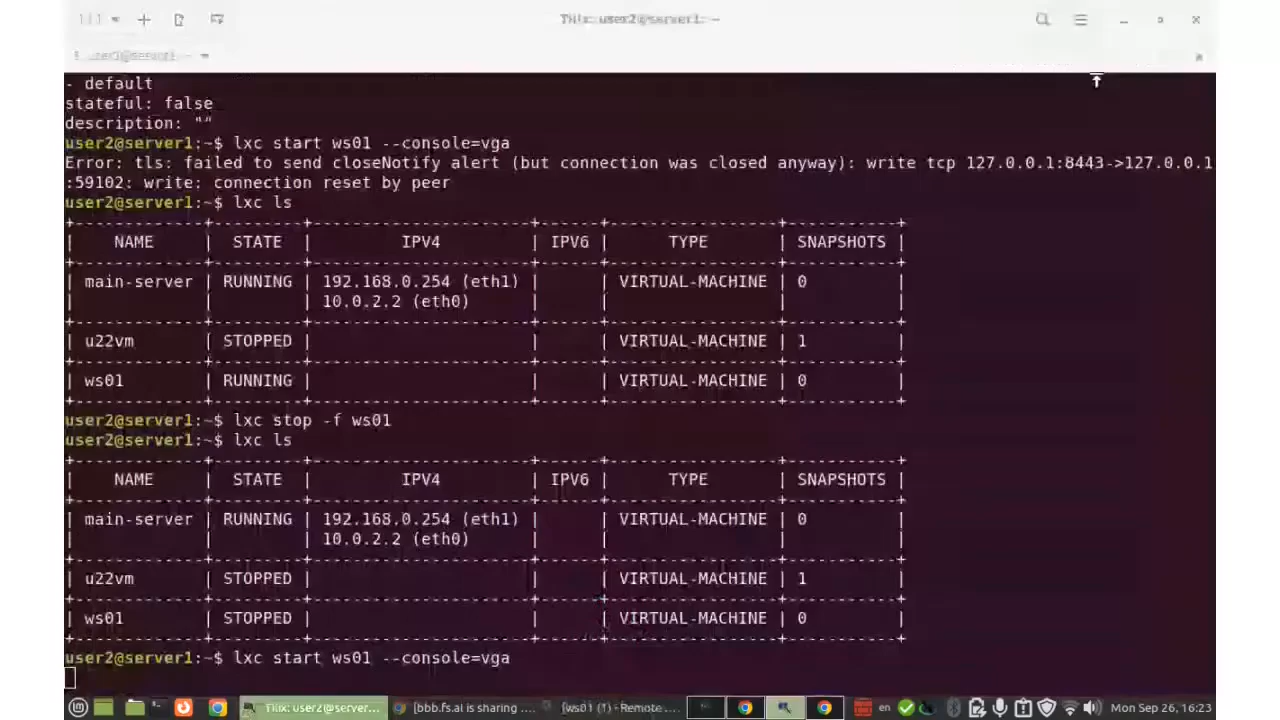 Tilix: user2@server1: ~
1: user2@server1: ~
- default
stateful: false
description: ""
user2@server1:~$ lxc start ws01 --console=vga
Error: tls: failed to send closeNotify alert (but connection was closed anyway): write tcp 127.0.0.1:8443->127.0.0.1
:59102: write: connection reset by peer
user2@server1:~$ lxc ls
| NAME | STATE | IPV4 | IPV6 | TYPE | SNAPSHOTS |
| main-server | RUNNING | 192.168.0.254 (eth1) | | VIRTUAL-MACHINE | 0 |
| | | 10.0.2.2 (eth0) | | | |
| u22vm | STOPPED | | | VIRTUAL-MACHINE | 1 |
| ws01 | RUNNING | | | VIRTUAL-MACHINE | 0 |
user2@server1:~$ lxc stop -f ws01
user2@server1:~$ lxc ls
| NAME | STATE | IPV4 | IPV6 | TYPE | SNAPSHOTS |
| main-server | RUNNING | 192.168.0.254 (eth1) | | VIRTUAL-MACHINE | 0 |
| | | 10.0.2.2 (eth0) | | | |
| u22vm | STOPPED | | | VIRTUAL-MACHINE | 1 |
| ws01 | STOPPED | | | VIRTUAL-MACHINE | 0 |
user2@server1:~$ lxc start ws01 --console=vga
Tilix: user2@server... [bbb.fs.ai is sharing .... [ws01 (1) - Remote .... en Mon Sep 26, 16:23